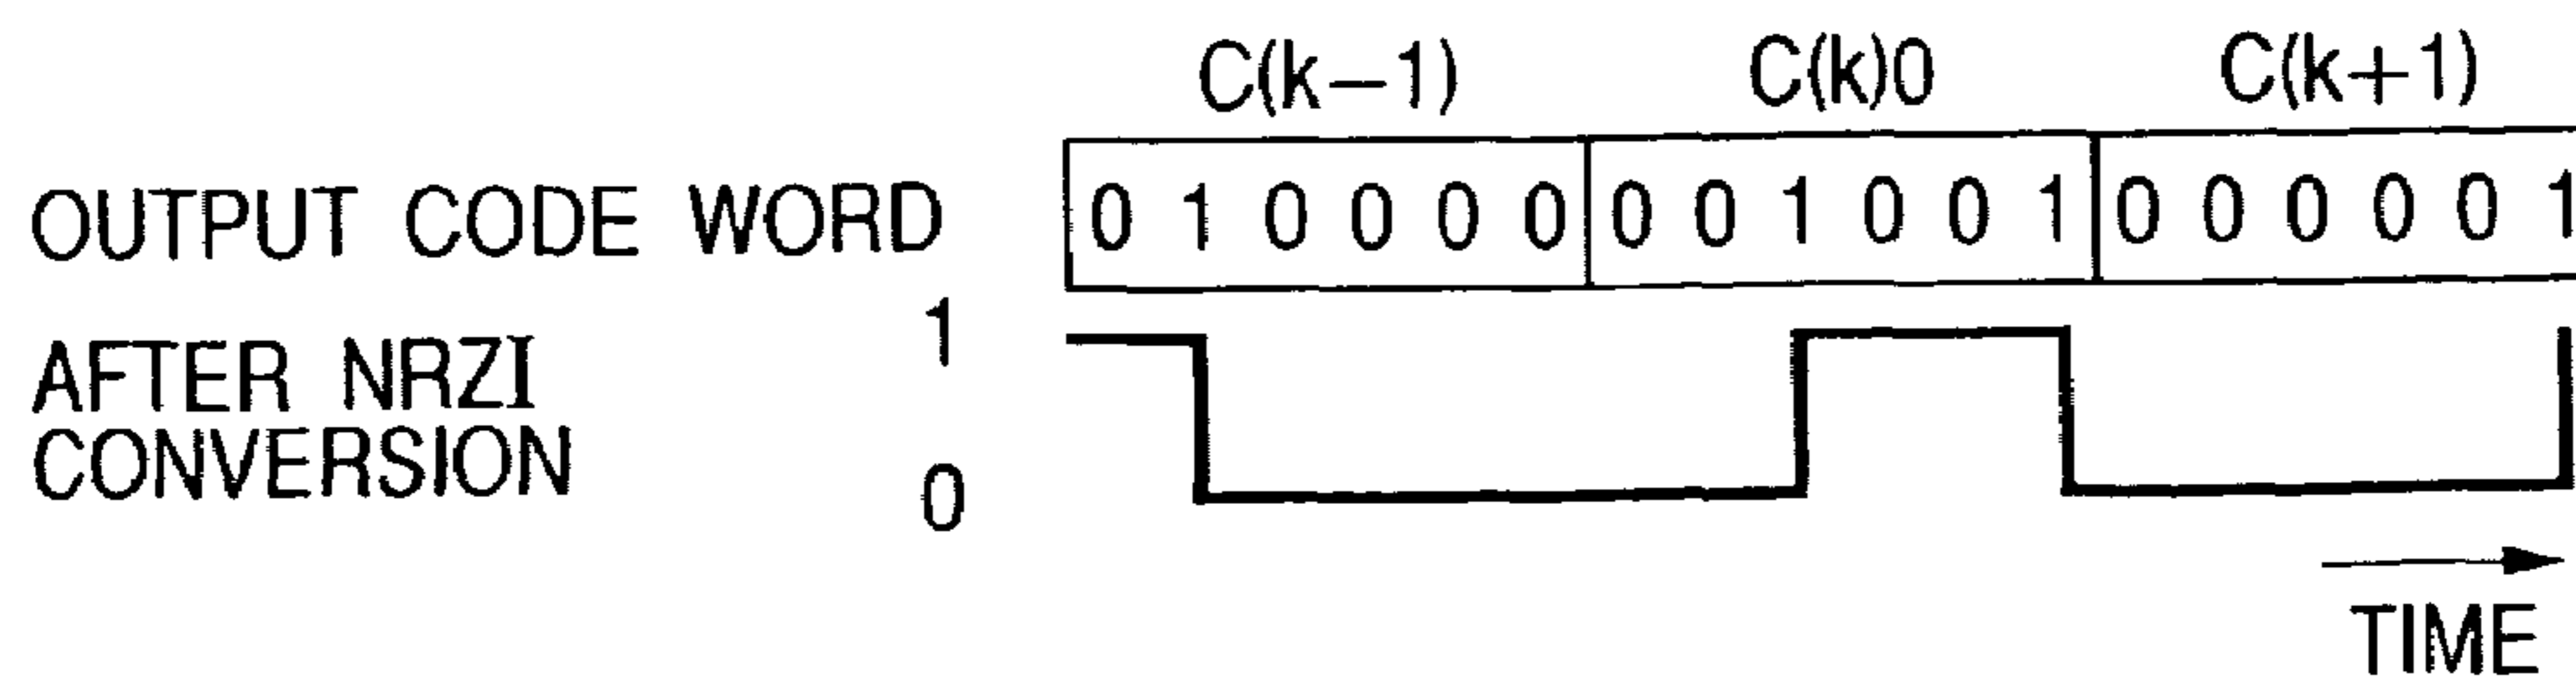 C(k−1) C(k)0 C(k+1)
OUTPUT CODE WORD 0 1 0 0 0 0 0 0 1 0 0 1 0 0 0 0 0 1
1
AFTER NRZI
CONVERSION
0
TIME